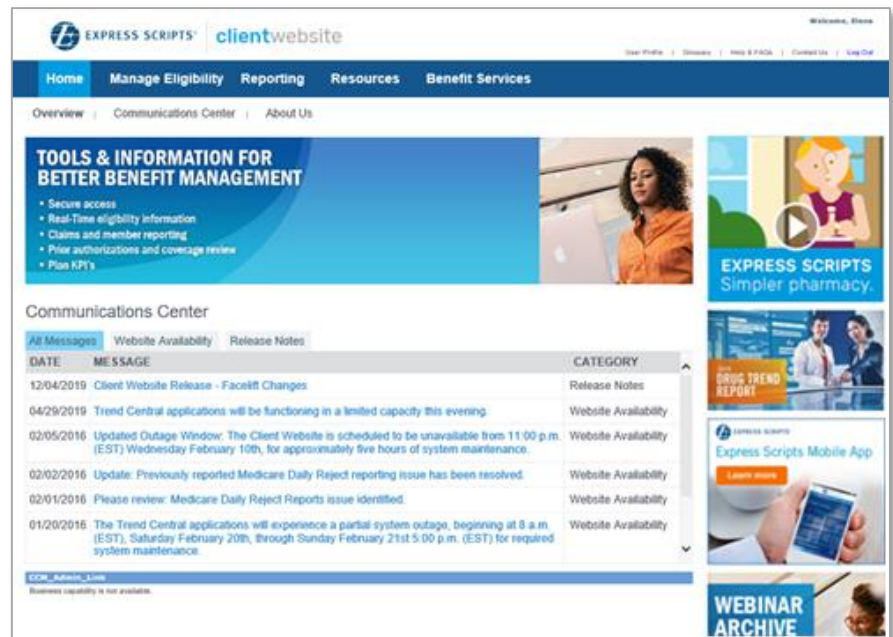 EXPRESS SCRIPTS® clientwebsite
Welcome, Elena
User Profile | Glossary | Help & FAQs | Contact Us | Log Out
Home Manage Eligibility Reporting Resources Benefit Services
Overview | Communications Center | About Us
TOOLS & INFORMATION FOR
BETTER BENEFIT MANAGEMENT
• Secure access
• Real-Time eligibility information
• Claims and member reporting
• Prior authorizations and coverage review
• Plan KPI's
EXPRESS SCRIPTS
Simpler pharmacy.
Communications Center
All Messages Website Availability Release Notes
DATE MESSAGE CATEGORY
12/04/2019 Client Website Release - Facelift Changes Release Notes
04/29/2019 Trend Central applications will be functioning in a limited capacity this evening. Website Availability
02/05/2016 Updated Outage Window: The Client Website is scheduled to be unavailable from 11:00 p.m. Website Availability
(EST) Wednesday February 10th, for approximately five hours of system maintenance.
02/02/2016 Update: Previously reported Medicare Daily Reject reporting issue has been resolved. Website Availability
02/01/2016 Please review: Medicare Daily Reject Reports issue identified. Website Availability
01/20/2016 The Trend Central applications will experience a partial system outage, beginning at 8 a.m. Website Availability
(EST), Saturday February 20th, through Sunday February 21st 5:00 p.m. (EST) for required
system maintenance.
CCM_Admin_Link
Business capability is not available.
DRUG TREND
REPORT
EXPRESS SCRIPTS
Express Scripts Mobile App
Learn more
WEBINAR
ARCHIVE